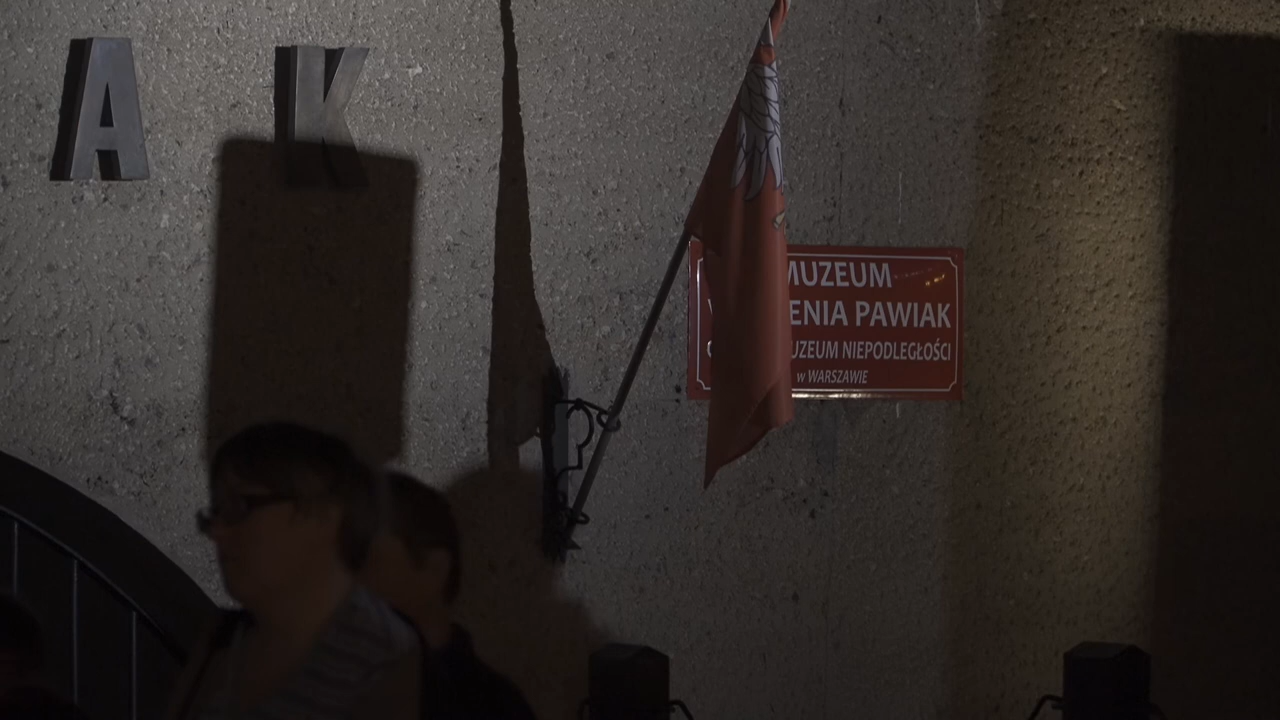 A K
MUZEUM
ENIA PAWIAK
UZEUM NIEPODLEGŁOŚCI
w WARSZAWIE